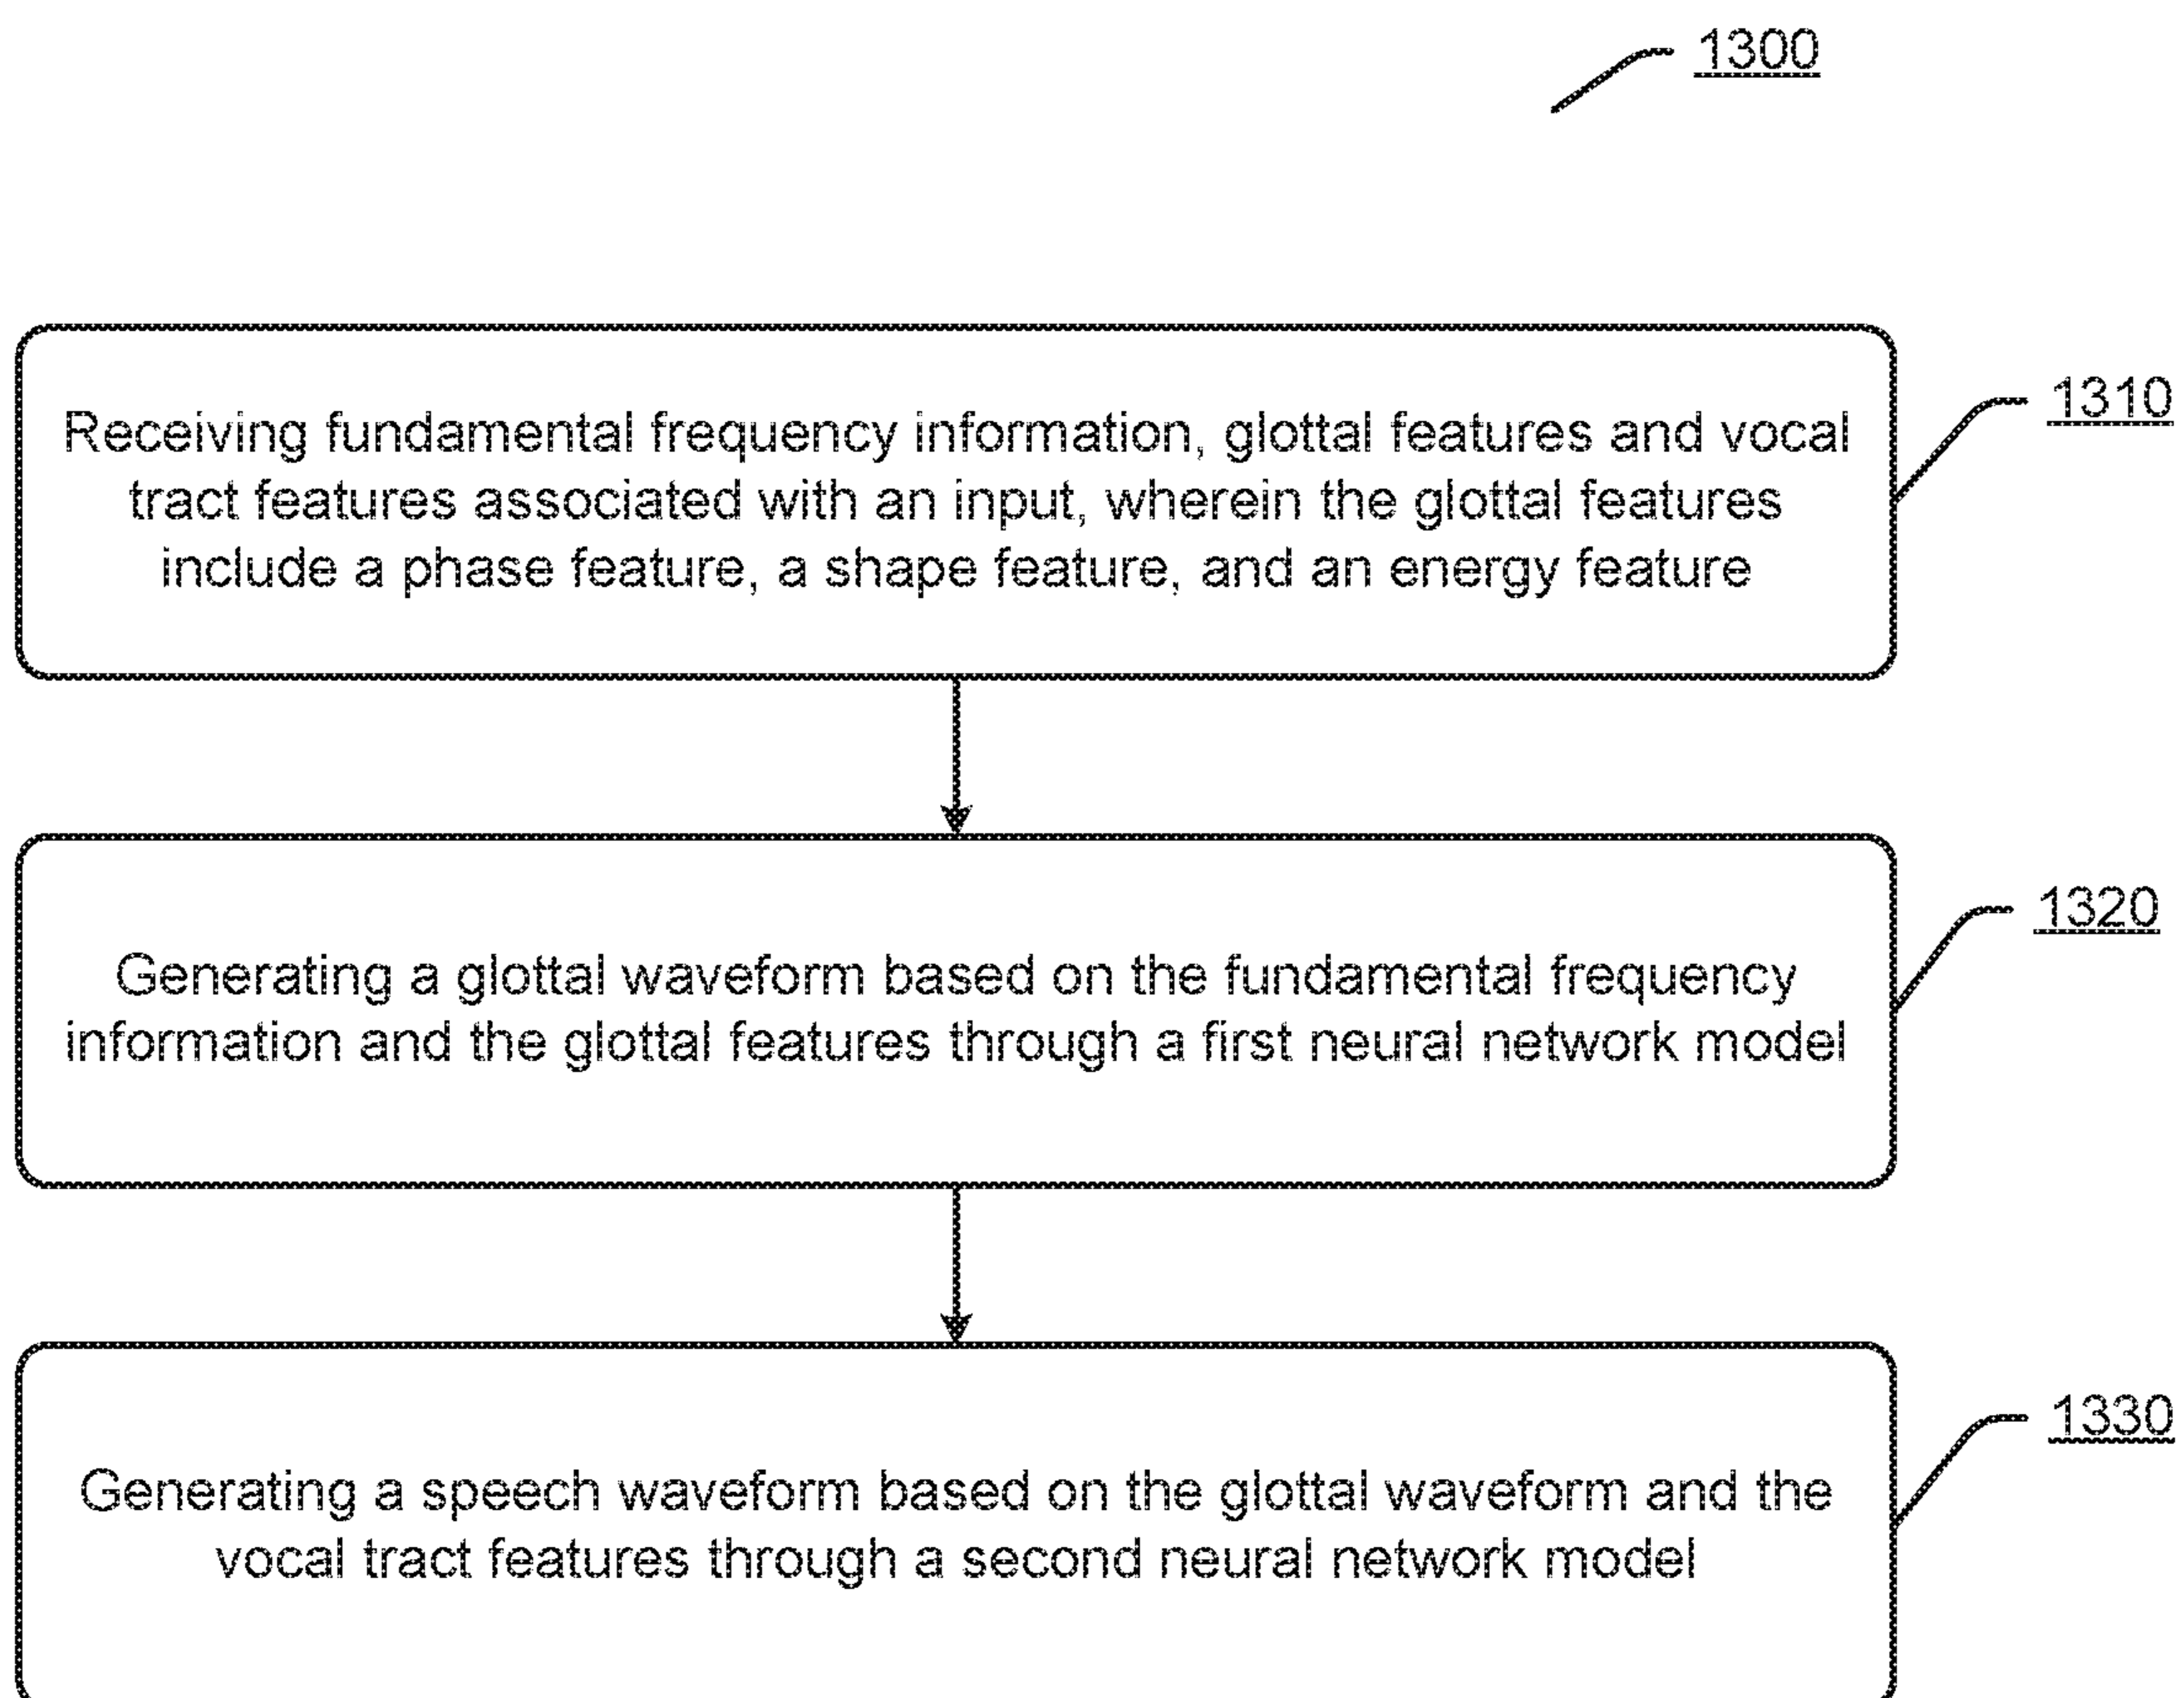 1300
Receiving fundamental frequency information, glottal features and vocal
tract features associated with an input, wherein the glottal features
include a phase feature, a shape feature, and an energy feature
1310
Generating a glottal waveform based on the fundamental frequency
information and the glottal features through a first neural network model
1320
Generating a speech waveform based on the glottal waveform and the
vocal tract features through a second neural network model
1330